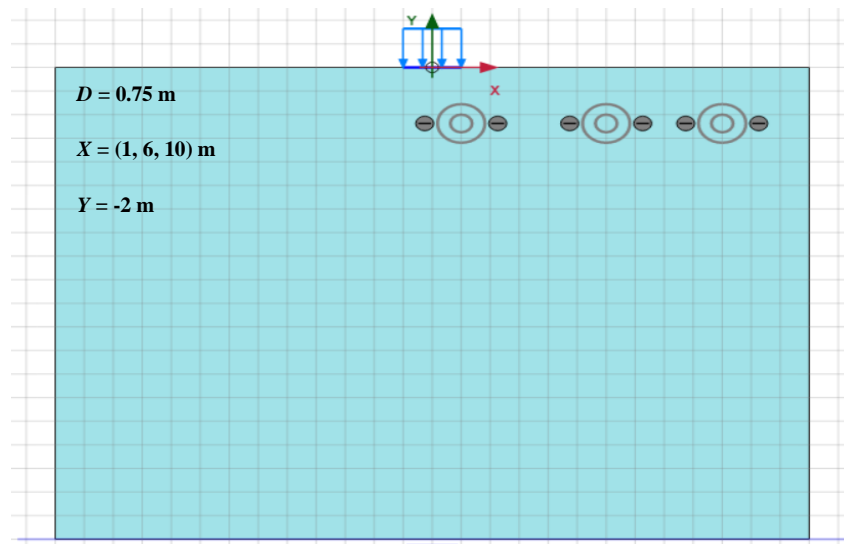 Y
D = 0.75 m
X
X = (1, 6, 10) m
Y = -2 m